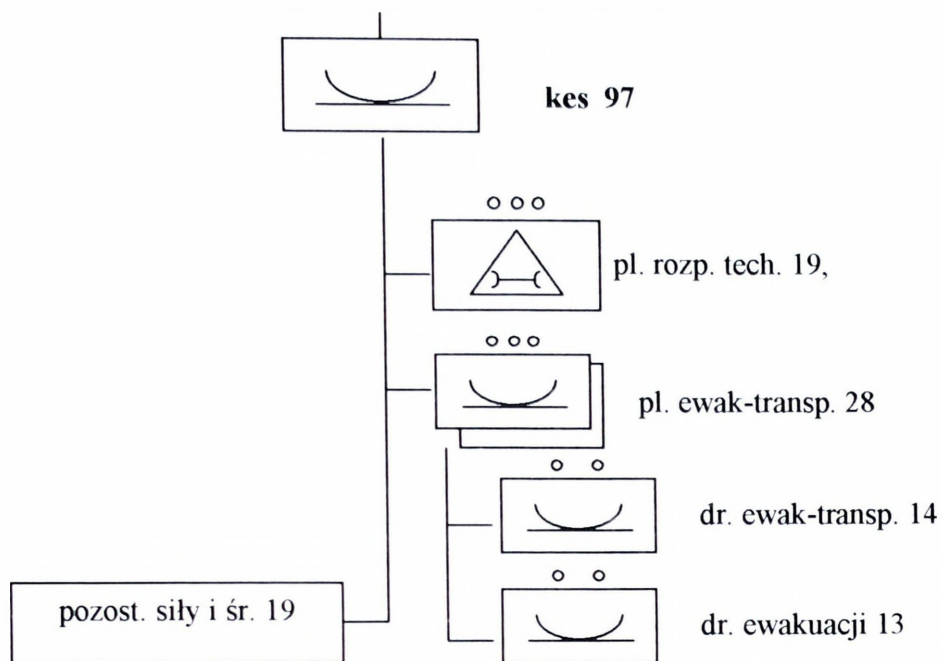 kes 97
pl. rozp. tech. 19,
pl. ewak-transp. 28
dr. ewak-transp. 14
pozost. siły i śr. 19
dr. ewakuacji 13